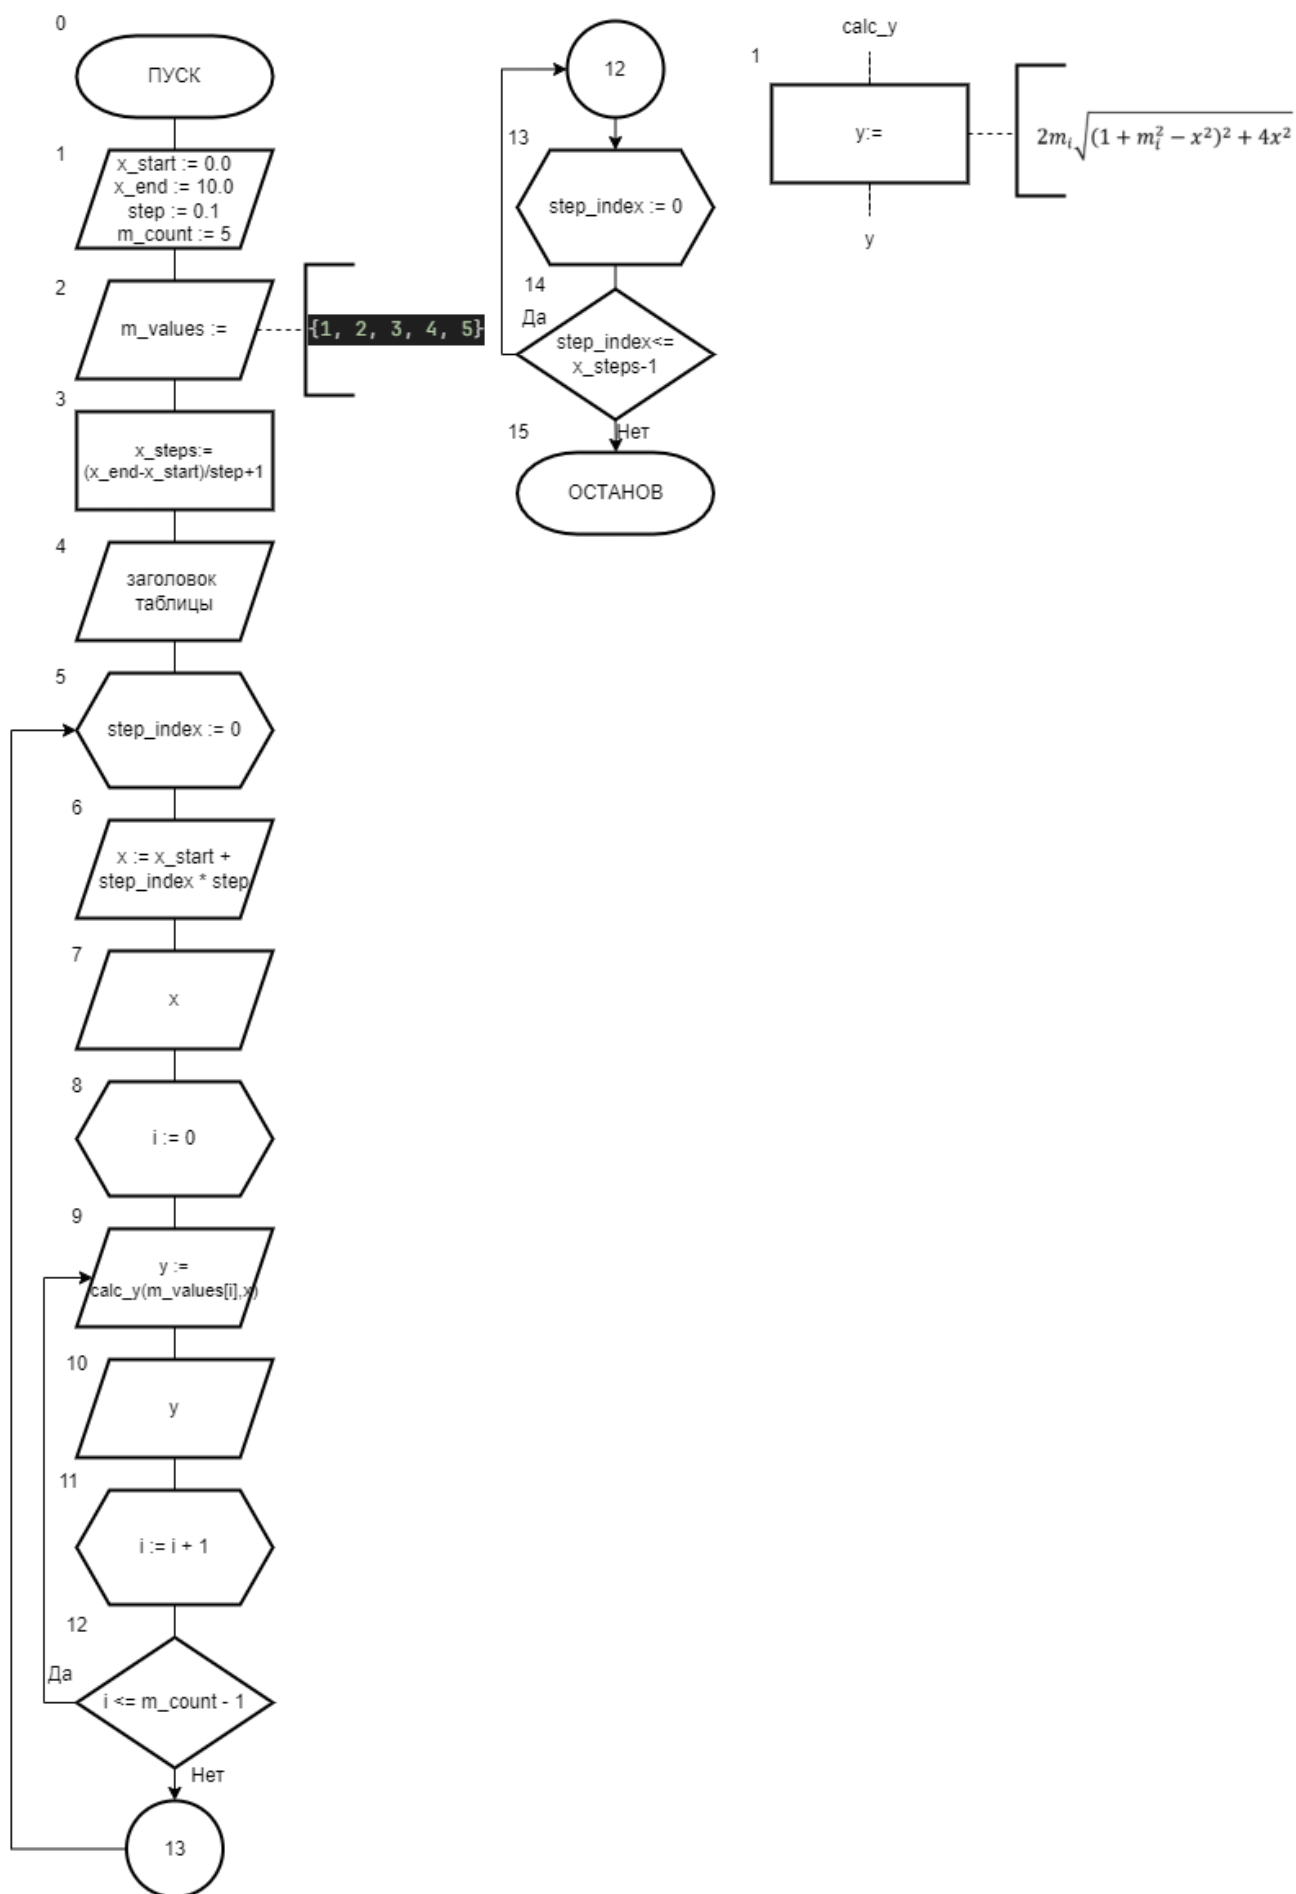 0
ПУСК
1
x_start := 0.0
x_end := 10.0
step := 0.1
m_count := 5
2
m_values :=
{1, 2, 3, 4, 5}
3
x_steps:=
(x_end-x_start)/step+1
4
заголовок
таблицы
5
step_index := 0
6
x := x_start +
step_index * step
7
x
8
i := 0
9
y :=
calc_y(m_values[i],x)
10
y
11
i := i + 1
12
Да
i <= m_count - 1
Нет
13
12
13
step_index := 0
14
Да
step_index<=
x_steps-1
15
Нет
ОСТАНОВ
calc_y
1
y:=
2m_i√((1 + m_i² − x²)² + 4x²)
y